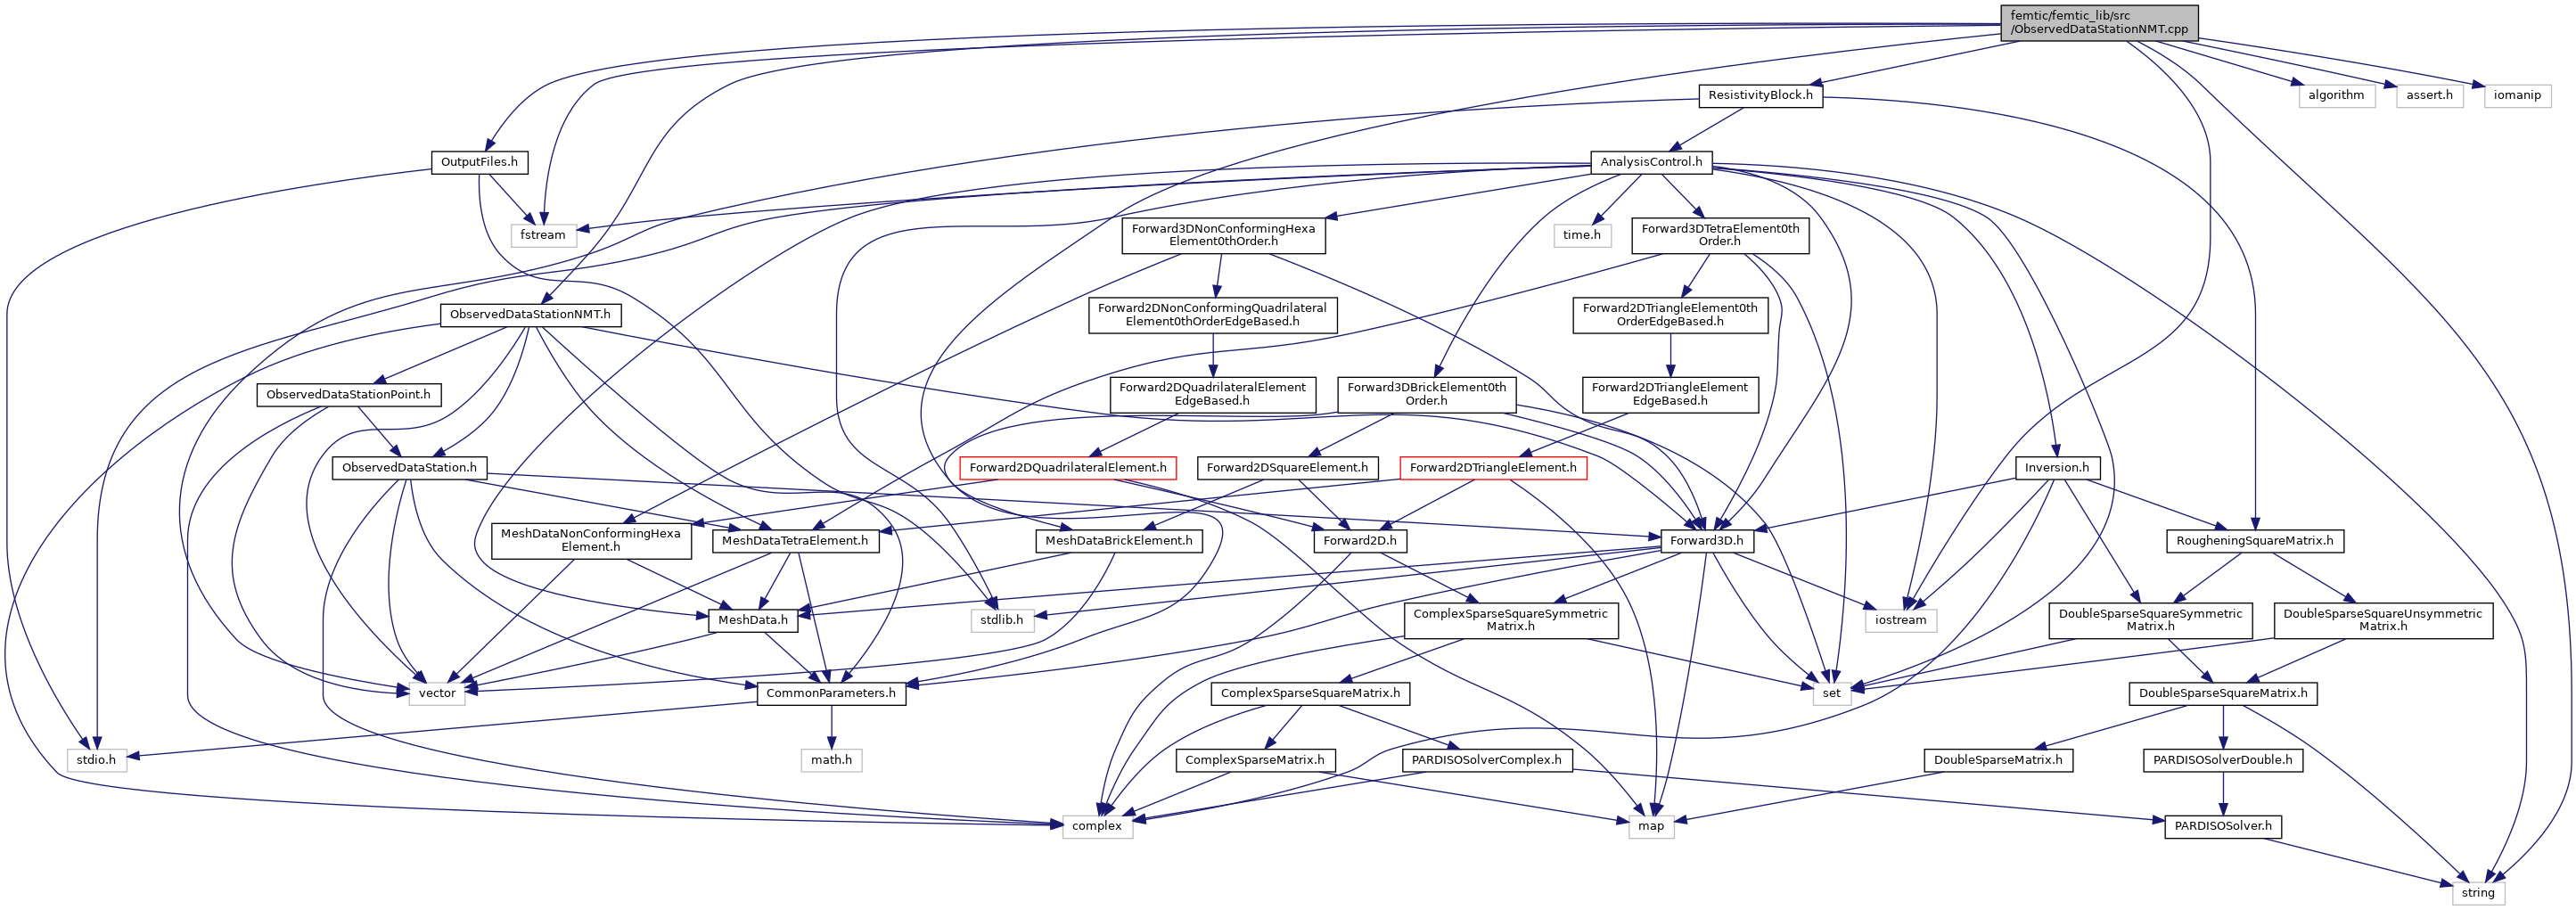 femtic/femtic_lib/src
/ObservedDataStationNMT.cpp
ResistivityBlock.h
algorithm
assert.h
iomanip
OutputFiles.h
AnalysisControl.h
fstream
Forward3DNonConformingHexa
Element0thOrder.h
time.h
Forward3DTetraElement0th
Order.h
ObservedDataStationNMT.h
Forward2DNonConformingQuadrilateral
Element0thOrderEdgeBased.h
Forward2DTriangleElement0th
OrderEdgeBased.h
ObservedDataStationPoint.h
Forward2DQuadrilateralElement
EdgeBased.h
Forward3DBrickElement0th
Order.h
Forward2DTriangleElement
EdgeBased.h
ObservedDataStation.h
Forward2DQuadrilateralElement.h
Forward2DSquareElement.h
Forward2DTriangleElement.h
Inversion.h
MeshDataNonConformingHexa
Element.h
MeshDataTetraElement.h
MeshDataBrickElement.h
Forward2D.h
Forward3D.h
RougheningSquareMatrix.h
MeshData.h
stdlib.h
ComplexSparseSquareSymmetric
Matrix.h
iostream
DoubleSparseSquareSymmetric
Matrix.h
DoubleSparseSquareUnsymmetric
Matrix.h
vector
CommonParameters.h
ComplexSparseSquareMatrix.h
set
DoubleSparseSquareMatrix.h
stdio.h
math.h
ComplexSparseMatrix.h
PARDISOSolverComplex.h
DoubleSparseMatrix.h
PARDISOSolverDouble.h
complex
map
PARDISOSolver.h
string